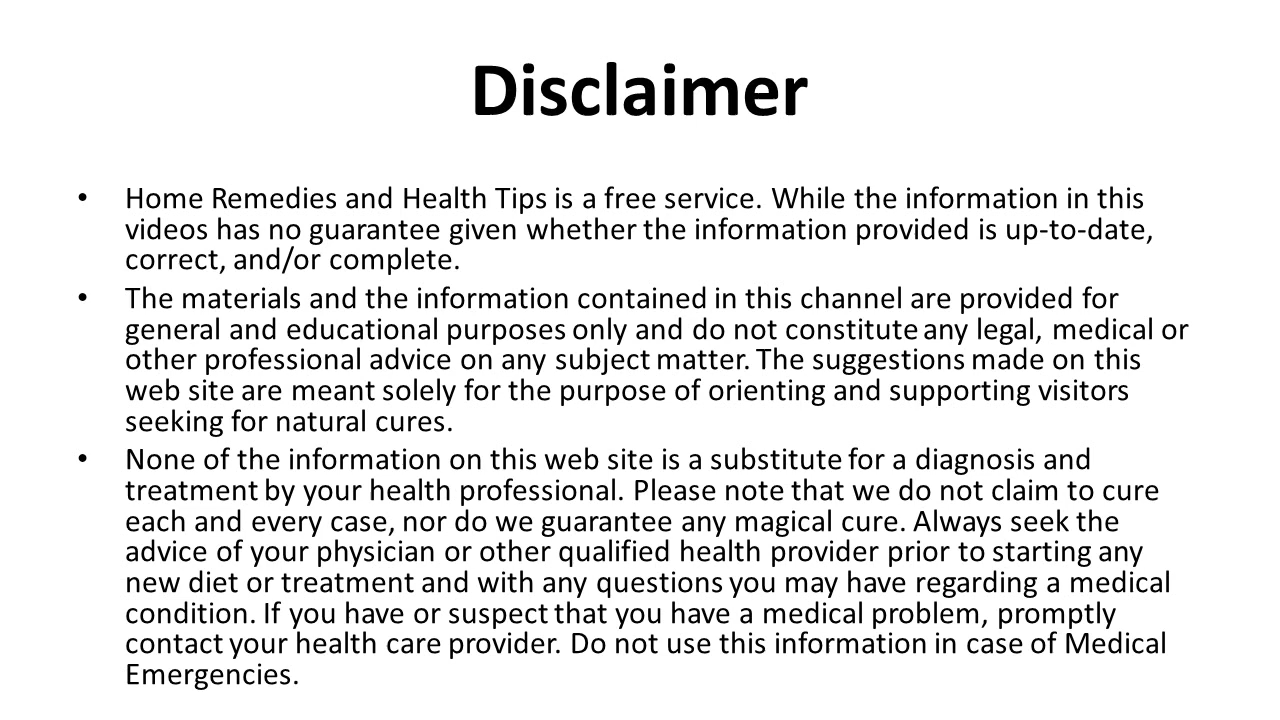 Disclaimer
• Home Remedies and Health Tips is a free service. While the information in this
videos has no guarantee given whether the information provided is up-to-date,
correct, and/or complete.
• The materials and the information contained in this channel are provided for
general and educational purposes only and do not constitute any legal, medical or
other professional advice on any subject matter. The suggestions made on this
web site are meant solely for the purpose of orienting and supporting visitors
seeking for natural cures.
• None of the information on this web site is a substitute for a diagnosis and
treatment by your health professional. Please note that we do not claim to cure
each and every case, nor do we guarantee any magical cure. Always seek the
advice of your physician or other qualified health provider prior to starting any
new diet or treatment and with any questions you may have regarding a medical
condition. If you have or suspect that you have a medical problem, promptly
contact your health care provider. Do not use this information in case of Medical
Emergencies.